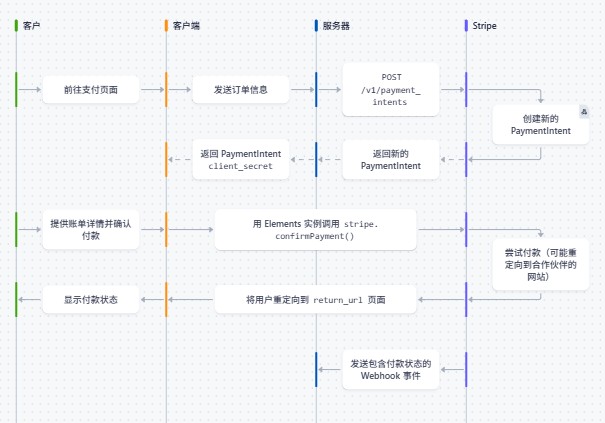 客户
客户端
服务器
Stripe
前往支付页面
发送订单信息
POST
/v1/payment_
intents
创建新的
PaymentIntent
返回 PaymentIntent
client_secret
返回新的
PaymentIntent
提供账单详情并确认
付款
用 Elements 实例调用 stripe.
confirmPayment()
尝试付款（可能重
定向到合作伙伴的
网站）
显示付款状态
将用户重定向到 return_url 页面
发送包含付款状态的
Webhook 事件